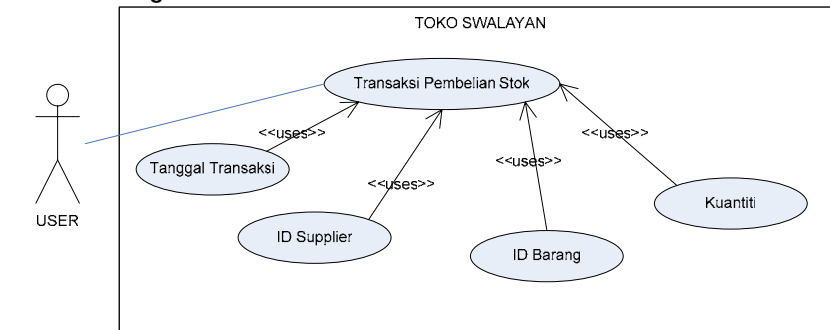 TOKO SWALAYAN
Transaksi Pembelian Stok
<<uses>>
<<uses>>
<<uses>>
<<uses>>
Tanggal Transaksi
ID Supplier
ID Barang
Kuantiti
USER